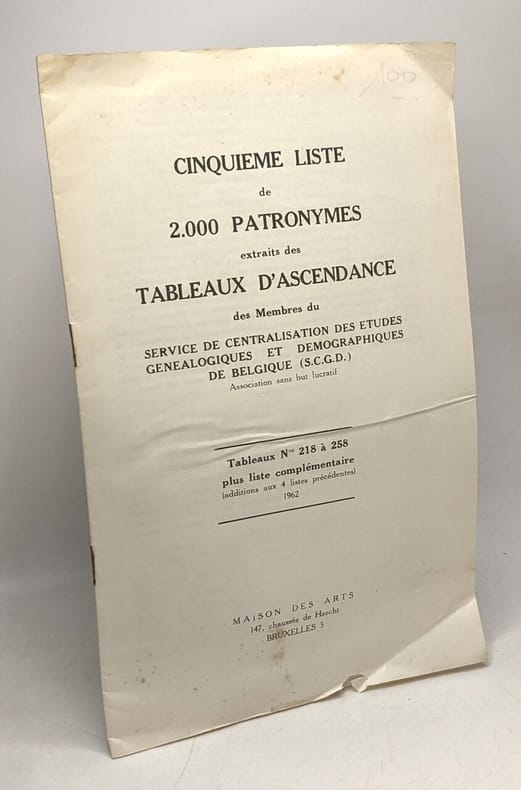 100
CINQUIEME LISTE
de
2.000 PATRONYMES
extraits des
TABLEAUX D'ASCENDANCE
des Membres du
SERVICE DE CENTRALISATION DES ETUDES
GENEALOGIQUES ET DEMOGRAPHIQUES
DE BELGIQUE (S.C.G.D.)
Association sans but lucratif
Tableaux Nos 218 à 258
plus liste complémentaire
(additions aux 4 listes précédentes)
1962
MAISON DES ARTS
147, chaussée de Haecht
BRUXELLES 3